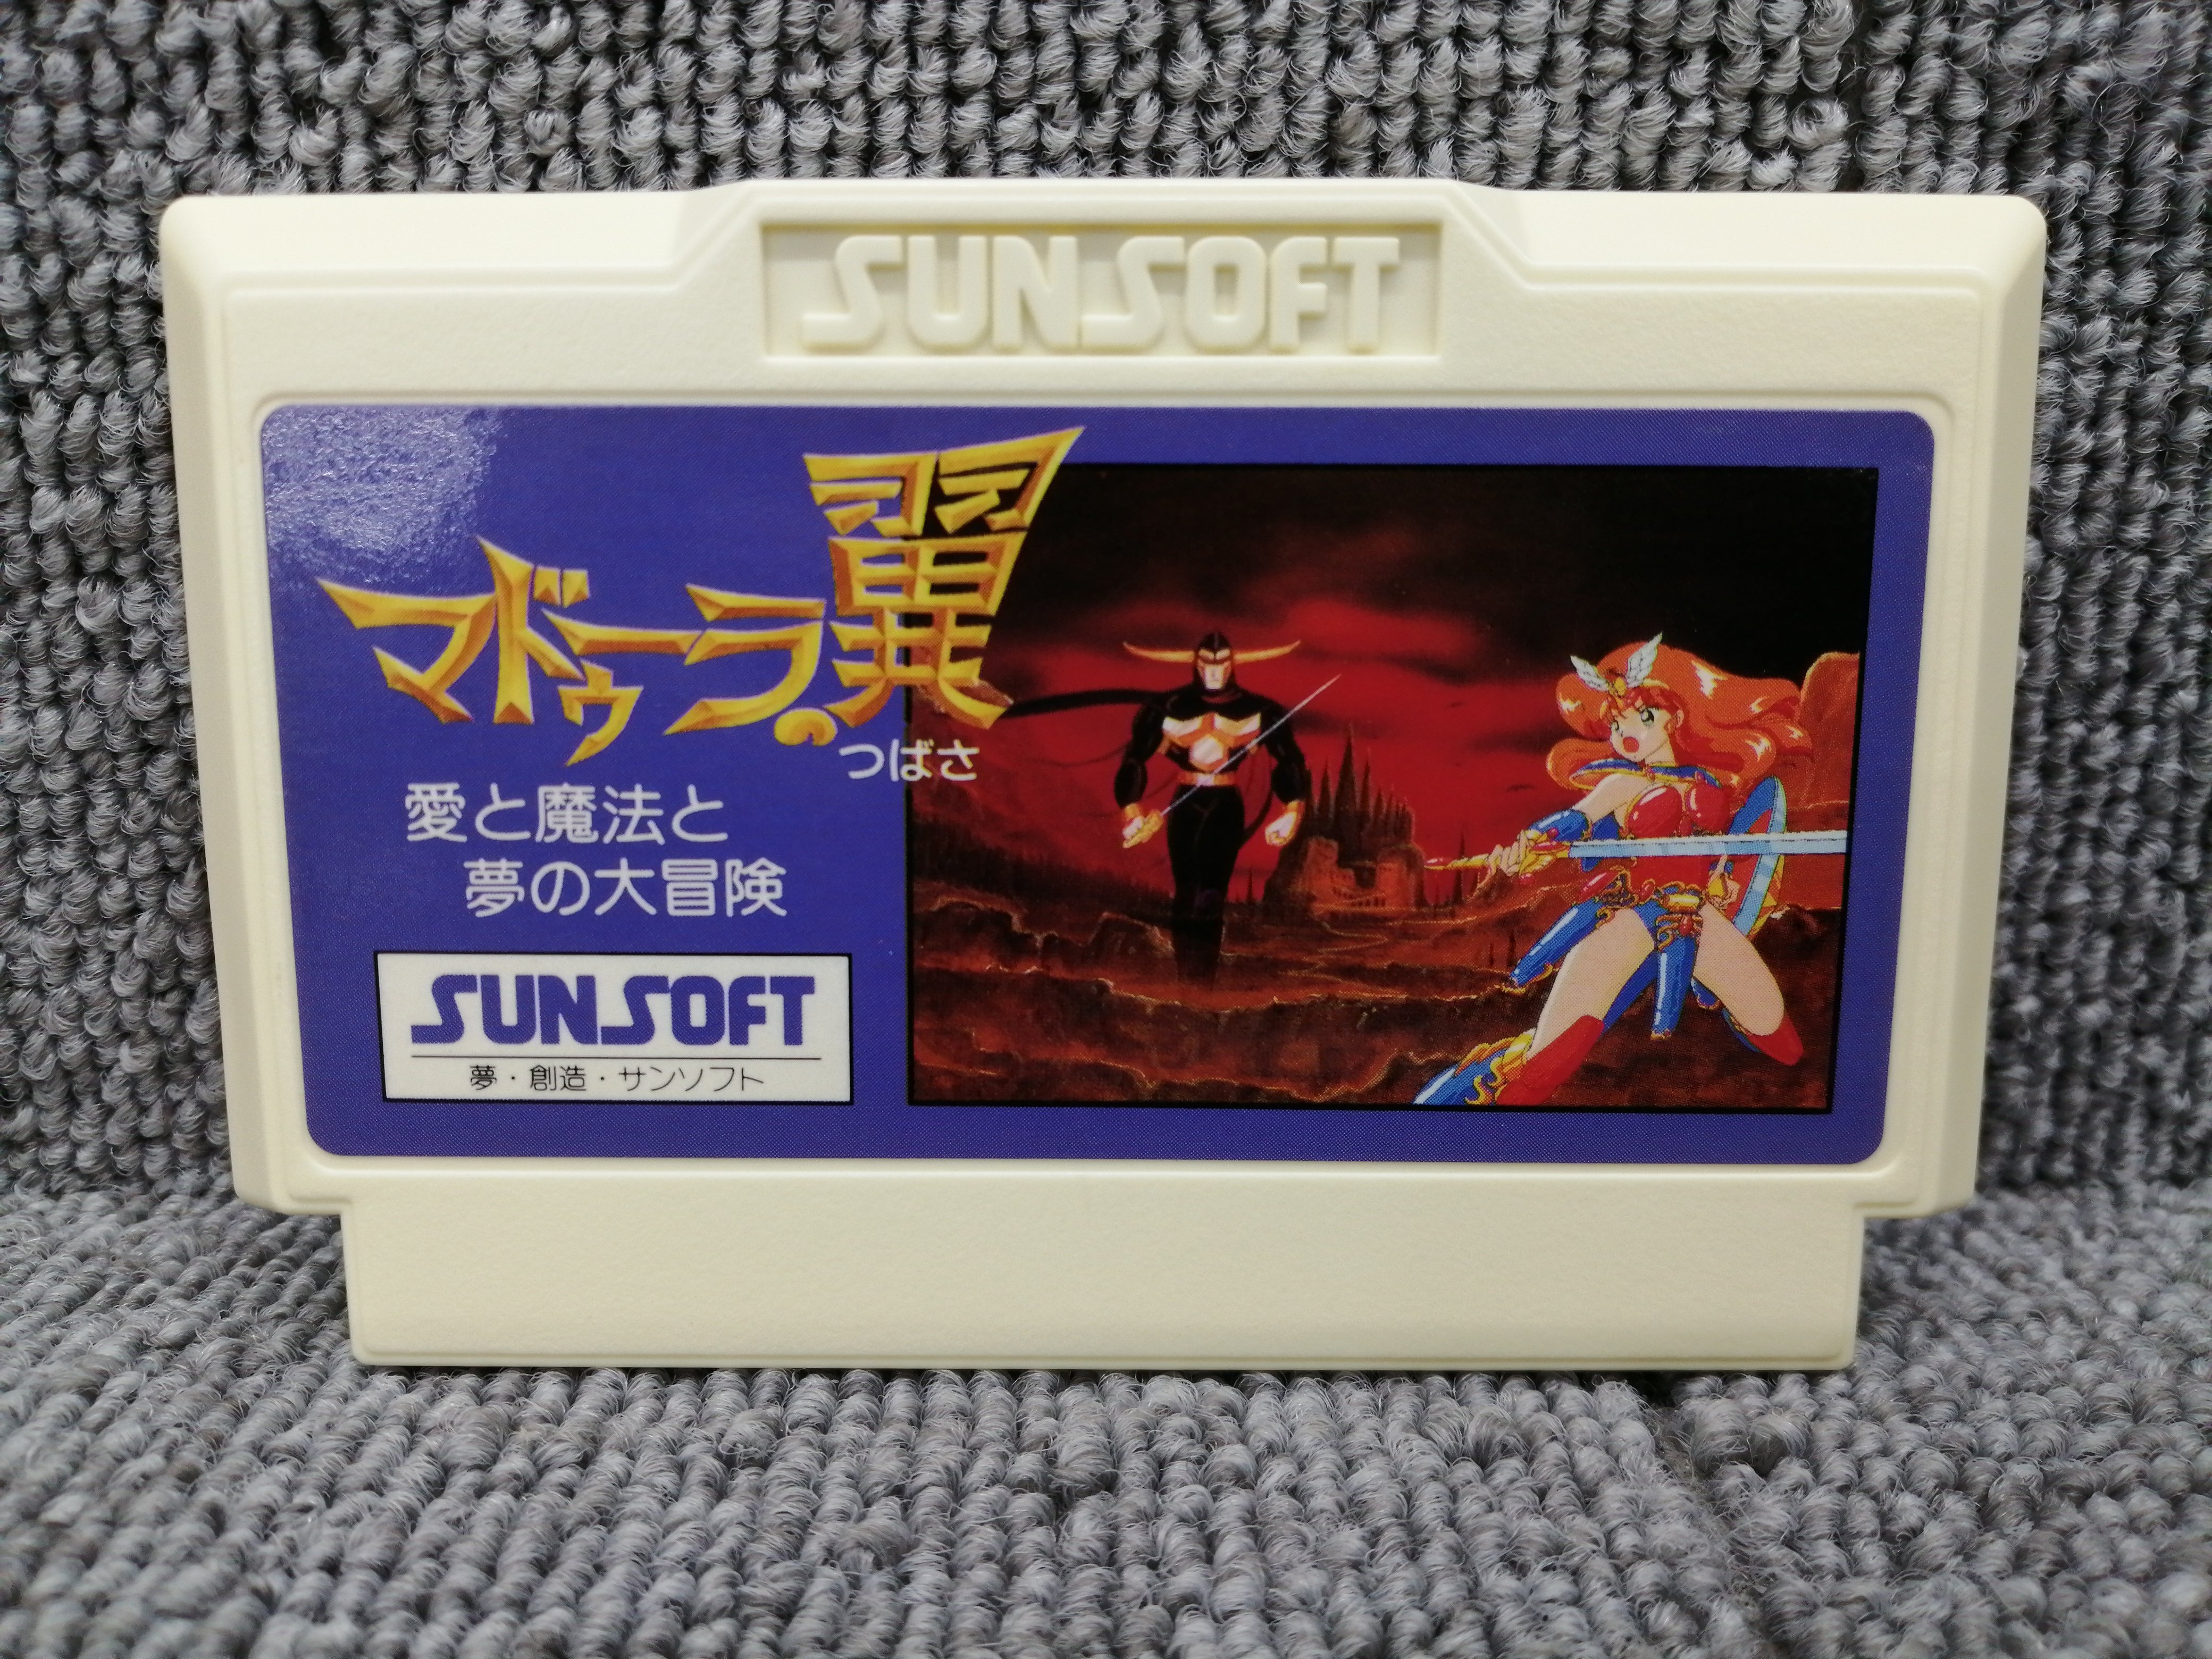 SUNSOFT
マドゥーラの翼
つばさ
愛と魔法と
夢の大冒険
SUNSOFT
夢・創造・サンソフト